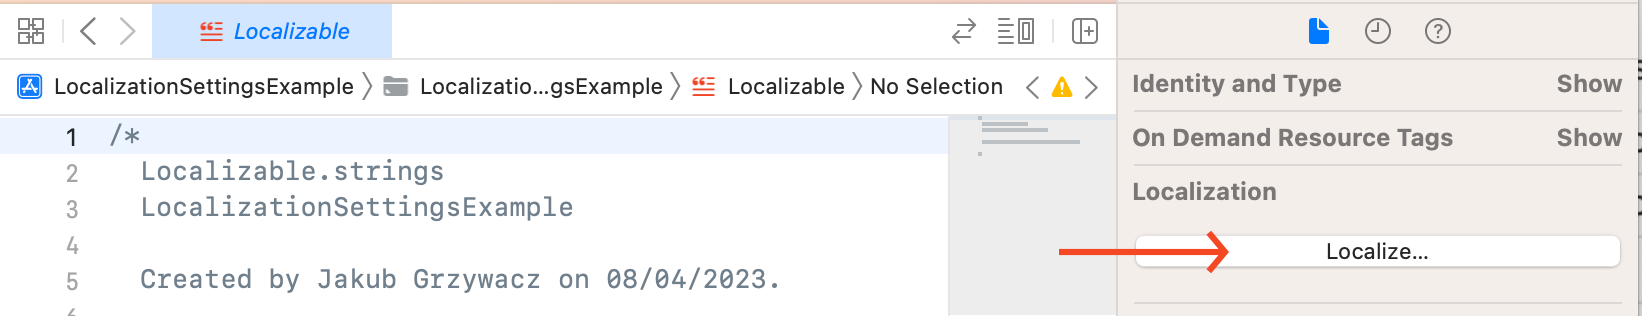 Localizable
LocalizationSettingsExample Localizatio...gsExample Localizable No Selection
1 /*
2 Localizable.strings
3 LocalizationSettingsExample
4
5 Created by Jakub Grzywacz on 08/04/2023.
Identity and Type Show
On Demand Resource Tags Show
Localization
Localize...